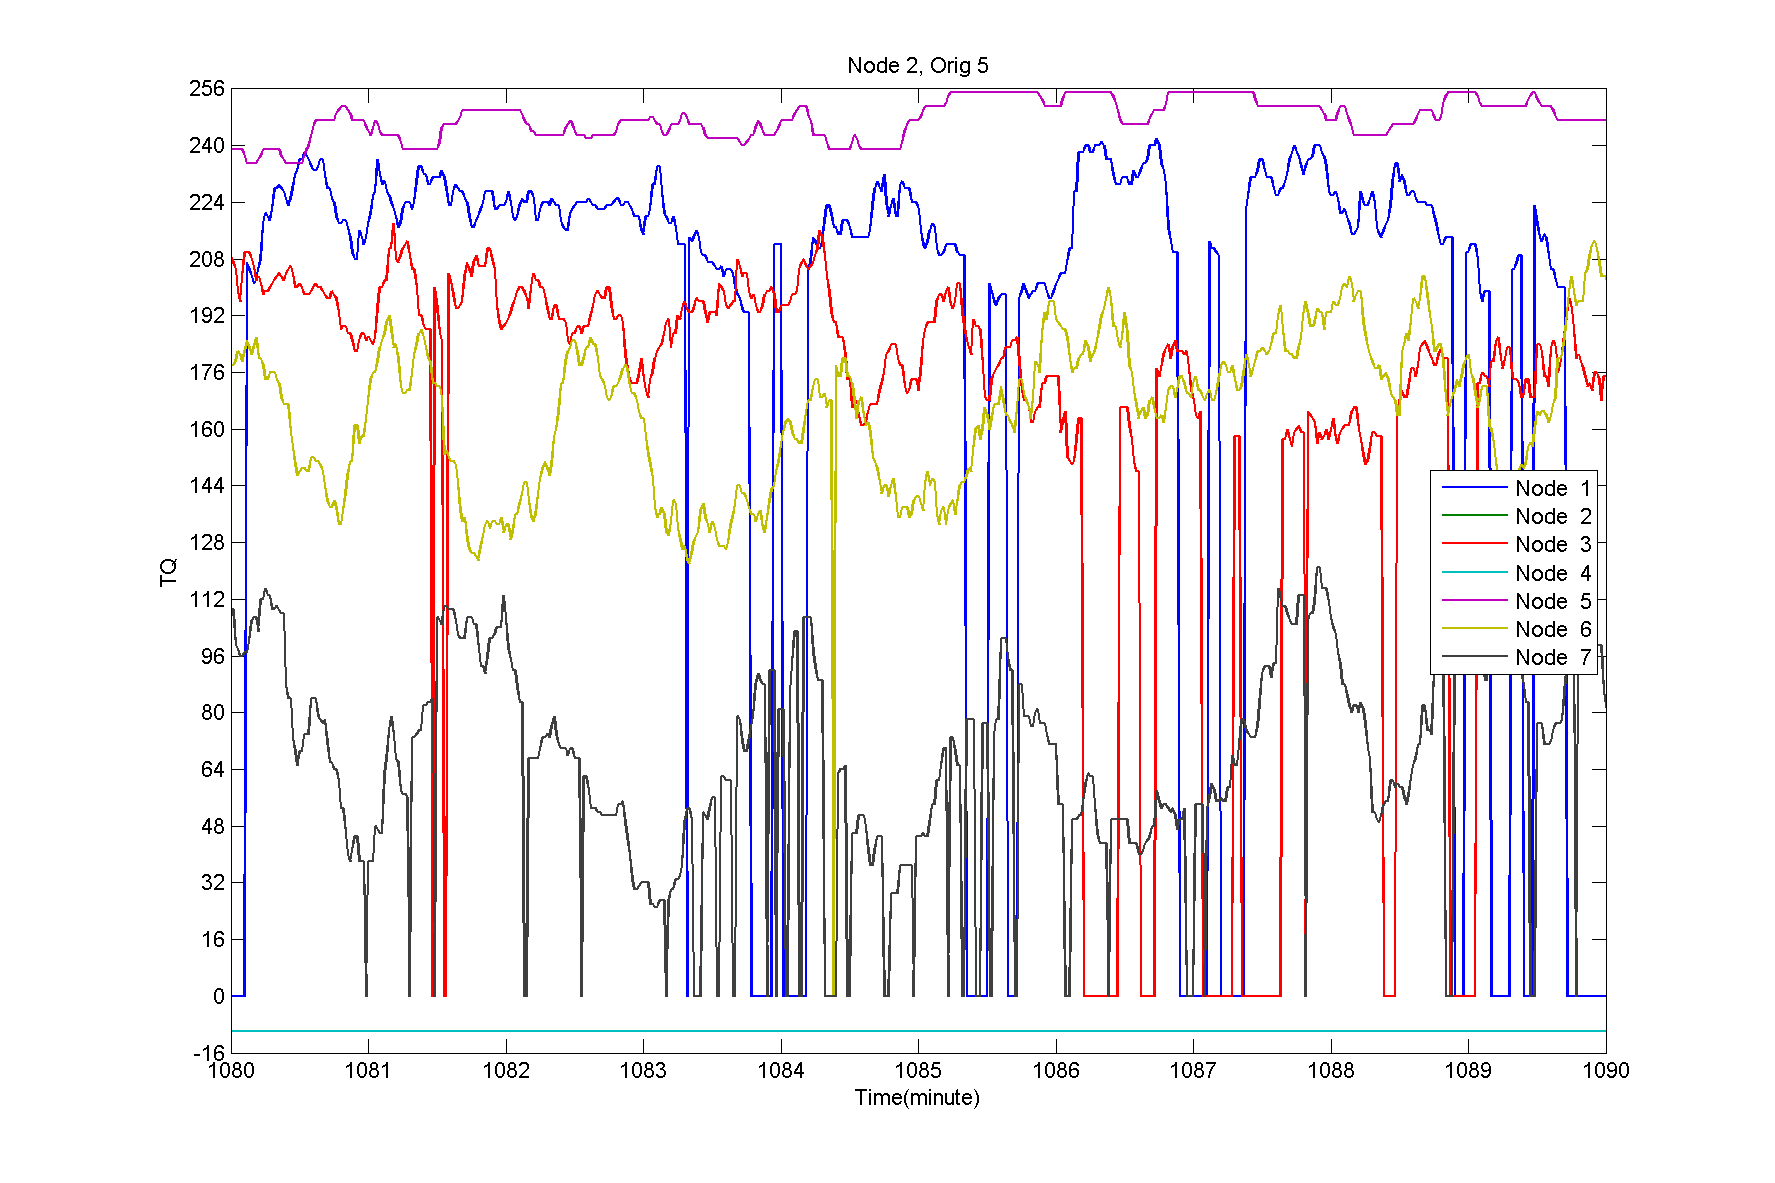 Node 2, Orig 5
256
240
224
208
192
176
160
144
128
112
96
80
64
48
32
16
0
-16
TQ
1080 1081 1082 1083 1084 1085 1086 1087 1088 1089 1090
Time(minute)
Node 1
Node 2
Node 3
Node 4
Node 5
Node 6
Node 7